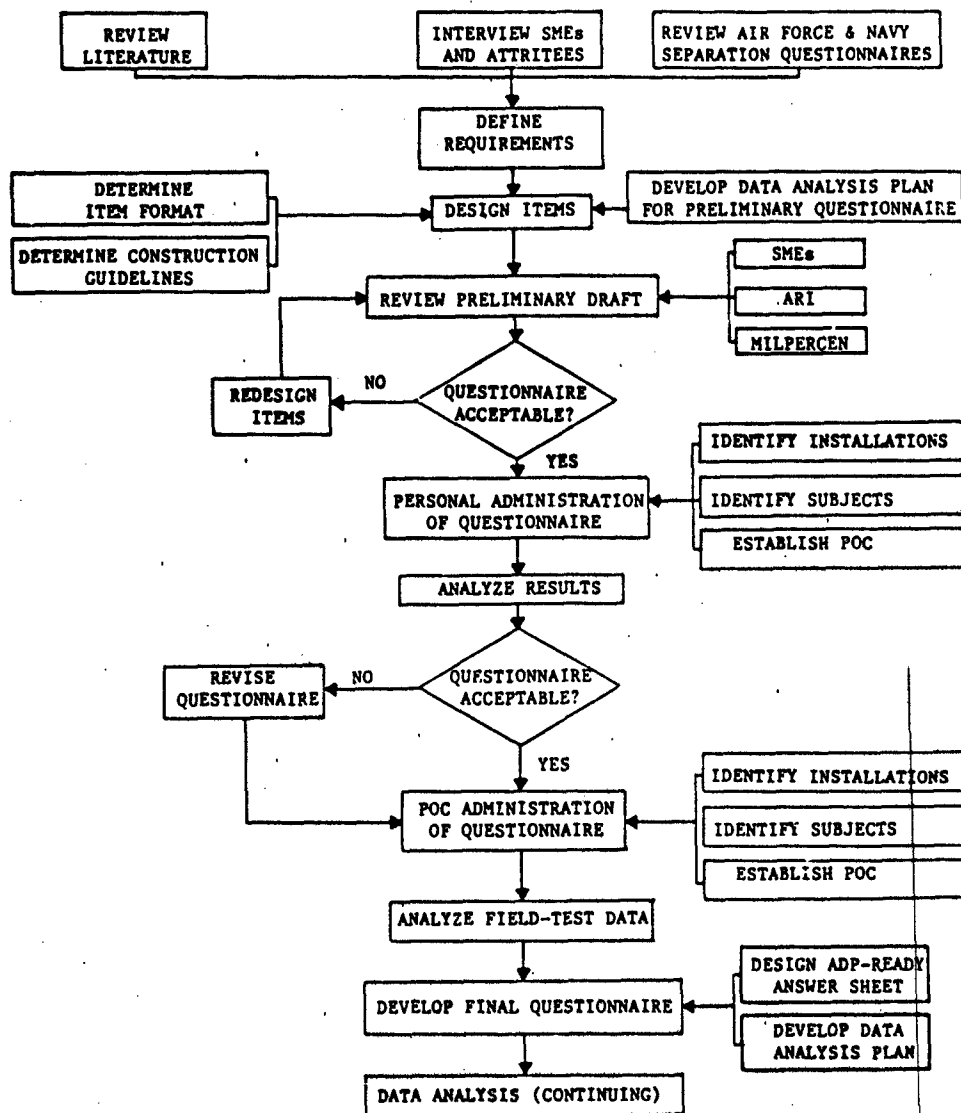 REVIEW
LITERATURE
INTERVIEW SMEs
AND ATTRITEES
REVIEW AIR FORCE & NAVY
SEPARATION QUESTIONNAIRES
DEFINE
REQUIREMENTS
DETERMINE
ITEM FORMAT
DESIGN ITEMS
DEVELOP DATA ANALYSIS PLAN
FOR PRELIMINARY QUESTIONNAIRE
DETERMINE CONSTRUCTION
GUIDELINES
SMEs
REVIEW PRELIMINARY DRAFT
ARI
MILPERCEN
NO
QUESTIONNAIRE
ACCEPTABLE?
REDESIGN
ITEMS
YES
IDENTIFY INSTALLATIONS
PERSONAL ADMINISTRATION
OF QUESTIONNAIRE
IDENTIFY SUBJECTS
ESTABLISH POC
ANALYZE RESULTS
REVISE
QUESTIONNAIRE
NO
QUESTIONNAIRE
ACCEPTABLE?
YES
IDENTIFY INSTALLATIONS
POC ADMINISTRATION
OF QUESTIONNAIRE
IDENTIFY SUBJECTS
ESTABLISH POC
ANALYZE FIELD-TEST DATA
DESIGN ADP-READY
ANSWER SHEET
DEVELOP FINAL QUESTIONNAIRE
DEVELOP DATA
ANALYSIS PLAN
DATA ANALYSIS (CONTINUING)